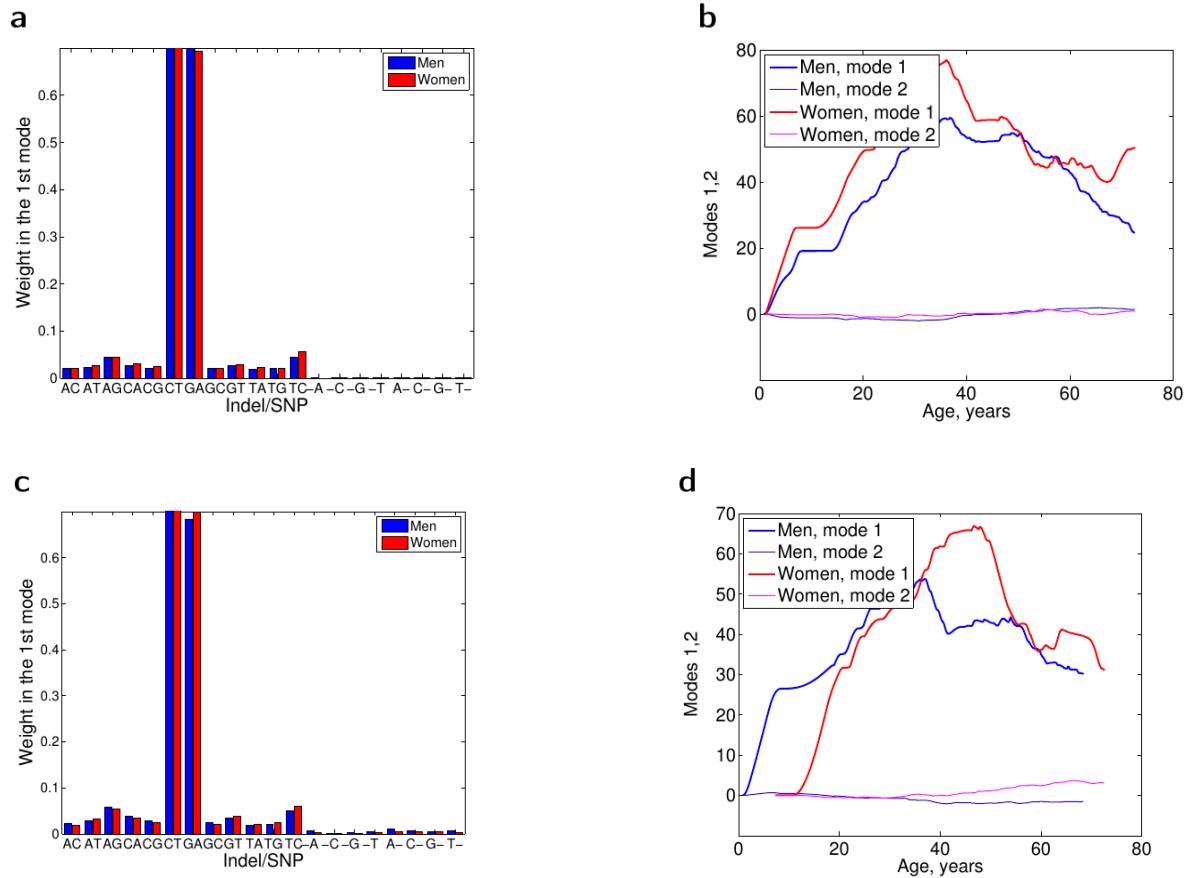 a
0.6
0.5
0.4
0.3
0.2
0.1
0
Weight in the 1st mode
Men
Women
AC AT AG CA CG CT GA GC GT TA TG TC –A –C –G –T A– C– G– T–
Indel/SNP
b
80
60
40
20
0
Modes 1,2
Men, mode 1
Men, mode 2
Women, mode 1
Women, mode 2
0 20 40 60 80
Age, years
c
0.6
0.5
0.4
0.3
0.2
0.1
0
Weight in the 1st mode
Men
Women
AC AT AG CA CG CT GA GC GT TA TG TC –A –C –G –T A– C– G– T–
Indel/SNP
d
70
60
50
40
30
20
10
0
Modes 1,2
Men, mode 1
Men, mode 2
Women, mode 1
Women, mode 2
0 20 40 60 80
Age, years